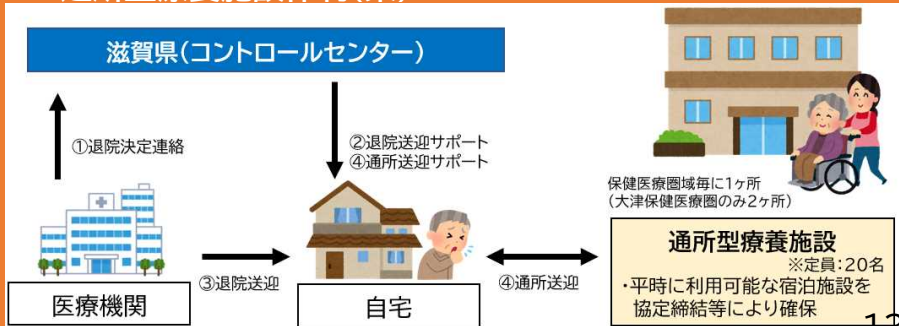 滋賀県(コントロールセンター)
①退院決定連絡
②退院送迎サポート
④通所送迎サポート
保健医療圏域毎に1ヶ所
(大津保健医療圏のみ2ヶ所)
通所型療養施設
※定員:20名
・平時に利用可能な宿泊施設を
協定締結等により確保
③退院送迎
④通所送迎
医療機関
自宅